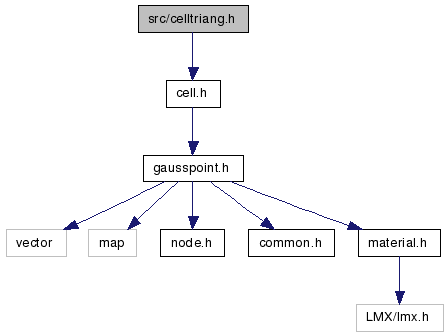 src/celltriang.h
cell.h
gausspoint.h
vector
map
node.h
common.h
material.h
LMX/lmx.h